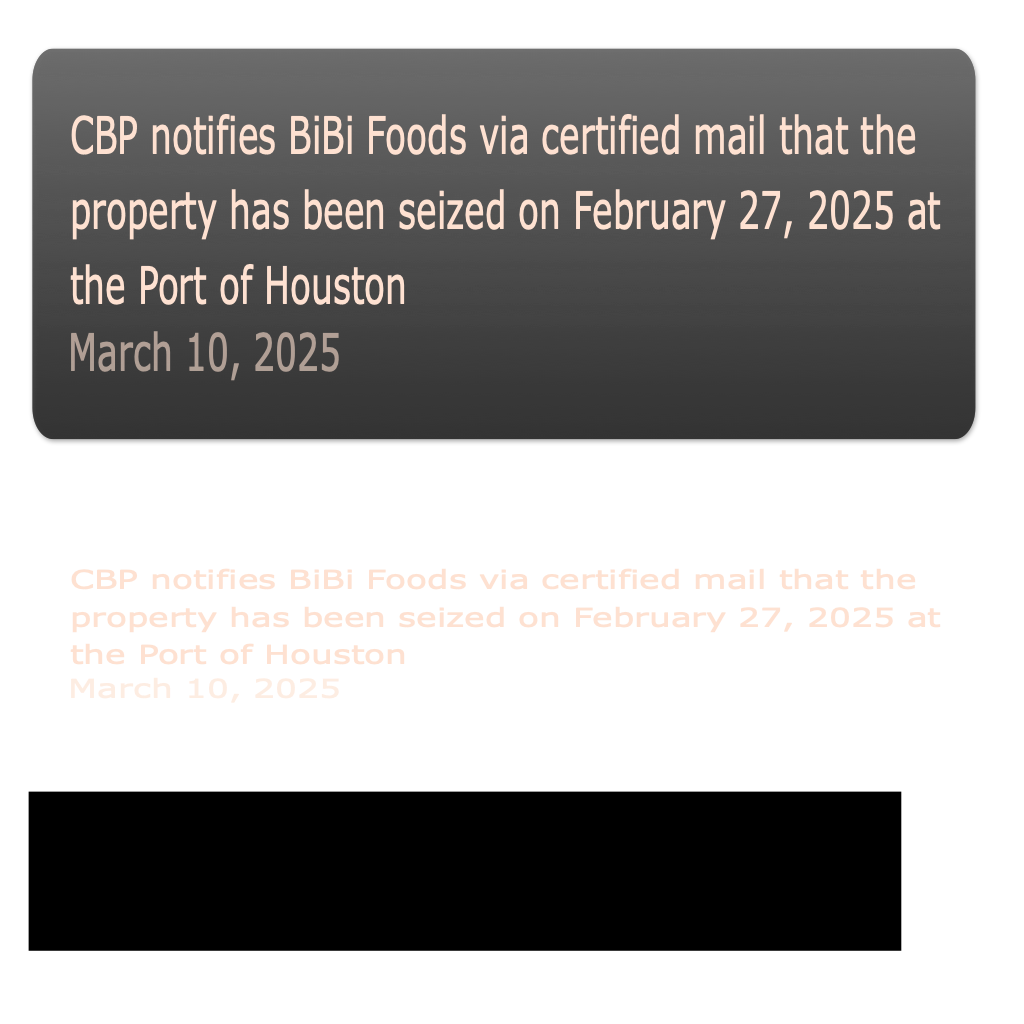 CBP notifies BiBi Foods via certified mail that the
property has been seized on February 27, 2025 at
the Port of Houston
March 10, 2025
CBP notifies BiBi Foods via certified mail that the
property has been seized on February 27, 2025 at
the Port of Houston
March 10, 2025